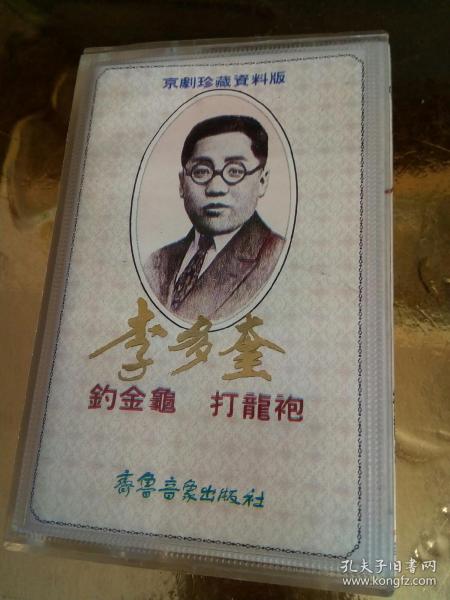 京劇珍藏資料版
李多奎
釣金龜 打龍袍
齊魯音象出版社
孔夫子旧书网
www.kongfz.com